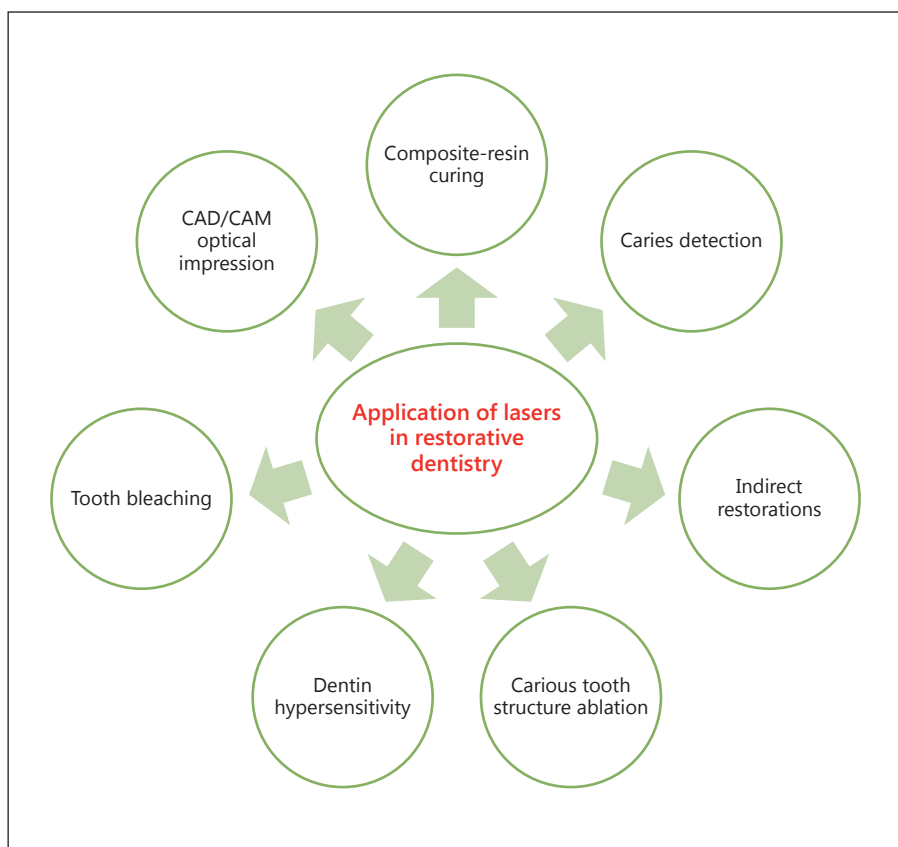 Composite-resin
curing
CAD/CAM
optical
impression
Caries detection
Application of lasers
in restorative
dentistry
Tooth bleaching
Indirect
restorations
Dentin
hypersensitivity
Carious tooth
structure ablation